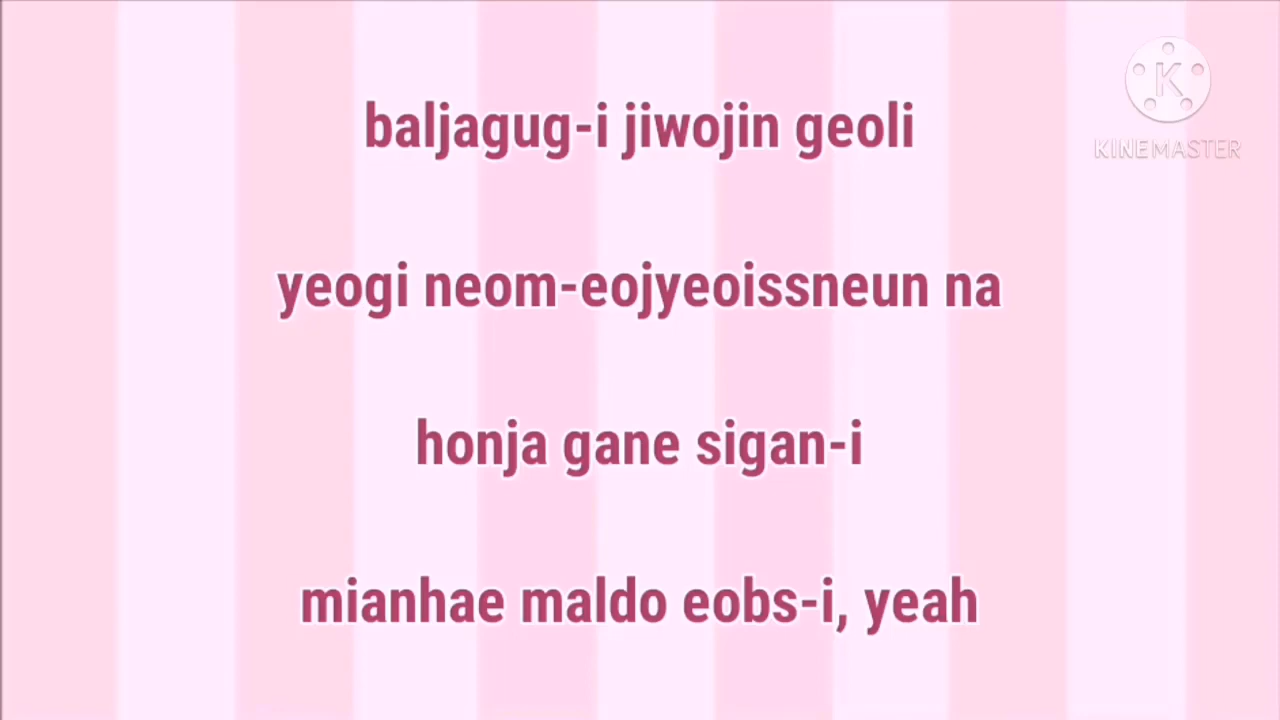 baljagug-i jiwojin geoli
yeogi neom-eojyeoissneun na
honja gane sigan-i
mianhae maldo eobs-i, yeah
K
KINEMASTER